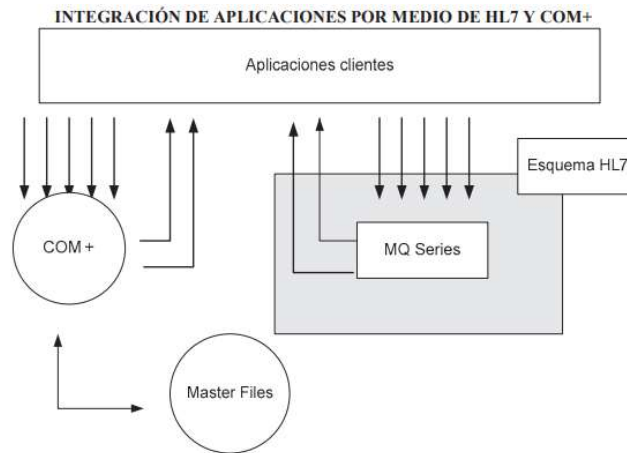 INTEGRACIÓN DE APLICACIONES POR MEDIO DE HL7 Y COM+
Aplicaciones clientes
Esquema HL7
COM +
MQ Series
Master Files